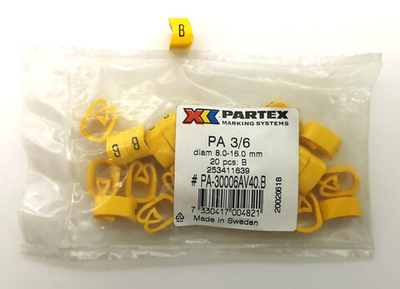 B
PARTEX
MARKING SYSTEMS
PA 3/6
diam 8.0-16.0 mm
20 pcs: B
253411639
# PA-30006AV40.B
7 330417 004821
Made in Sweden
20020618
B
B
B